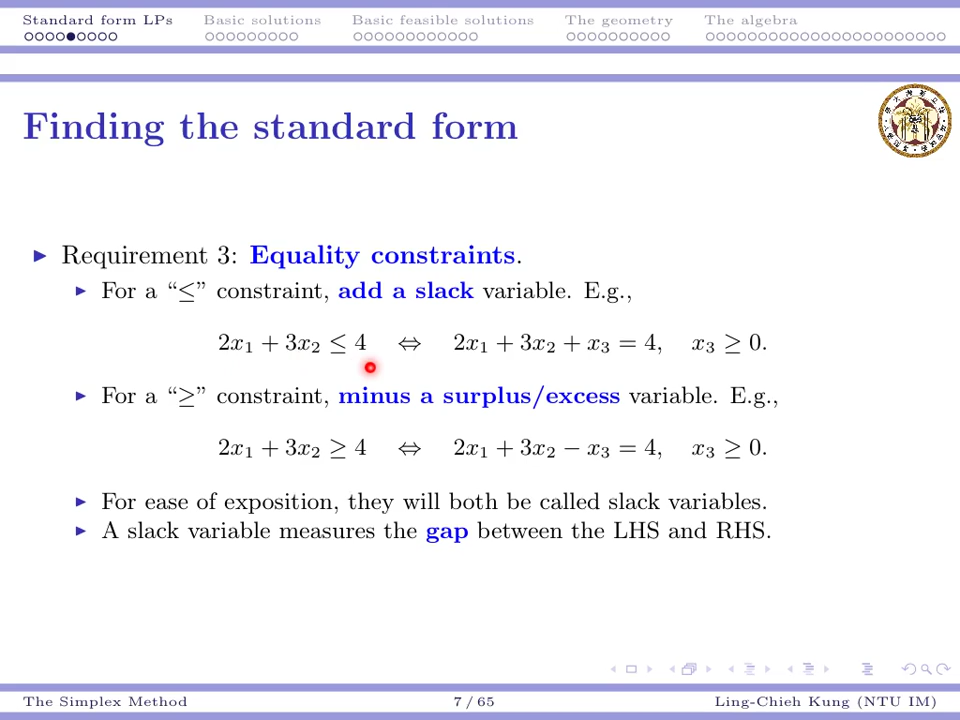 Standard form LPs Basic solutions Basic feasible solutions The geometry The algebra
Finding the standard form
▶ Requirement 3: Equality constraints.
▶ For a “≤” constraint, add a slack variable. E.g.,
2x₁ + 3x₂ ≤ 4 ⇔ 2x₁ + 3x₂ + x₃ = 4, x₃ ≥ 0.
▶ For a “≥” constraint, minus a surplus/excess variable. E.g.,
2x₁ + 3x₂ ≥ 4 ⇔ 2x₁ + 3x₂ − x₃ = 4, x₃ ≥ 0.
▶ For ease of exposition, they will both be called slack variables.
▶ A slack variable measures the gap between the LHS and RHS.
The Simplex Method 7 / 65 Ling-Chieh Kung (NTU IM)